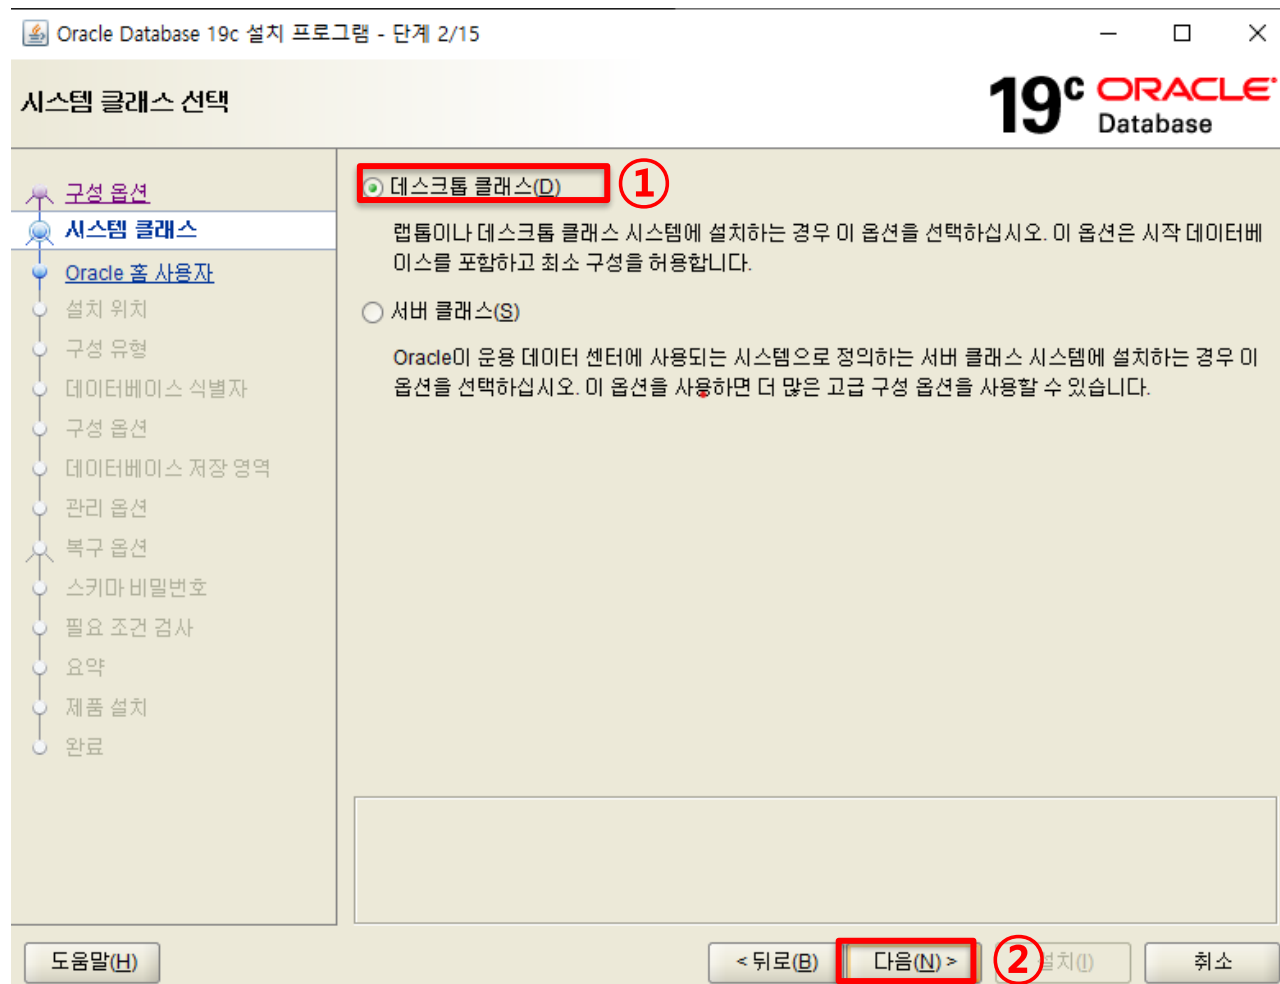 Oracle Database 19c 설치 프로그램 - 단계 2/15
시스템 클래스 선택
19c ORACLE
Database
구성 옵션
시스템 클래스
Oracle 홈 사용자
설치 위치
구성 유형
데이터베이스 식별자
구성 옵션
데이터베이스 저장 영역
관리 옵션
복구 옵션
스키마 비밀번호
필요 조건 검사
요약
제품 설치
완료
데스크톱 클래스(D) ①
랩톱이나 데스크톱 클래스 시스템에 설치하는 경우 이 옵션을 선택하십시오. 이 옵션은 시작 데이터베
이스를 포함하고 최소 구성을 허용합니다.
서버 클래스(S)
Oracle이 운용 데이터 센터에 사용되는 시스템으로 정의하는 서버 클래스 시스템에 설치하는 경우 이
옵션을 선택하십시오. 이 옵션을 사용하면 더 많은 고급 구성 옵션을 사용할 수 있습니다.
도움말(H) < 뒤로(B) 다음(N) > ② 설치(I) 취소